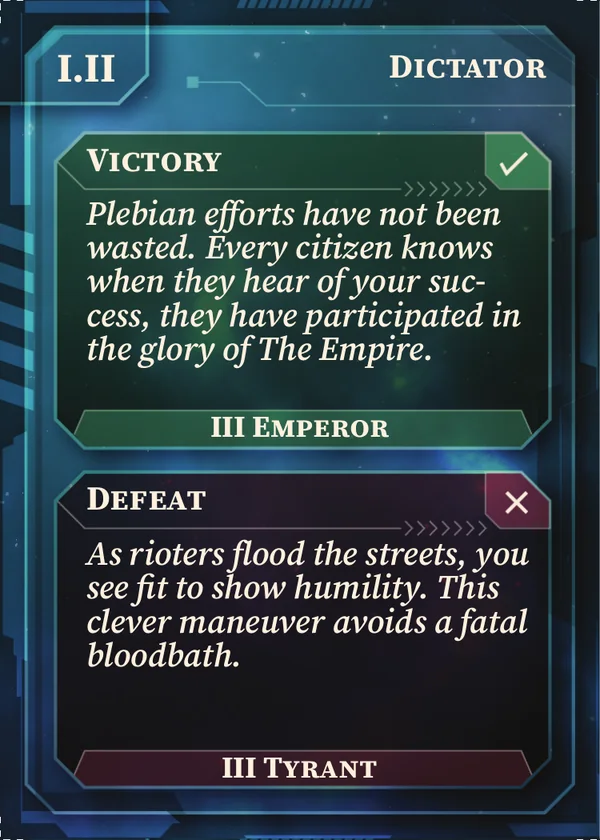 I.II
Dictator
Victory
Plebian efforts have not been
wasted. Every citizen knows
when they hear of your suc-
cess, they have participated in
the glory of The Empire.
III Emperor
Defeat
As rioters flood the streets, you
see fit to show humility. This
clever maneuver avoids a fatal
bloodbath.
III Tyrant